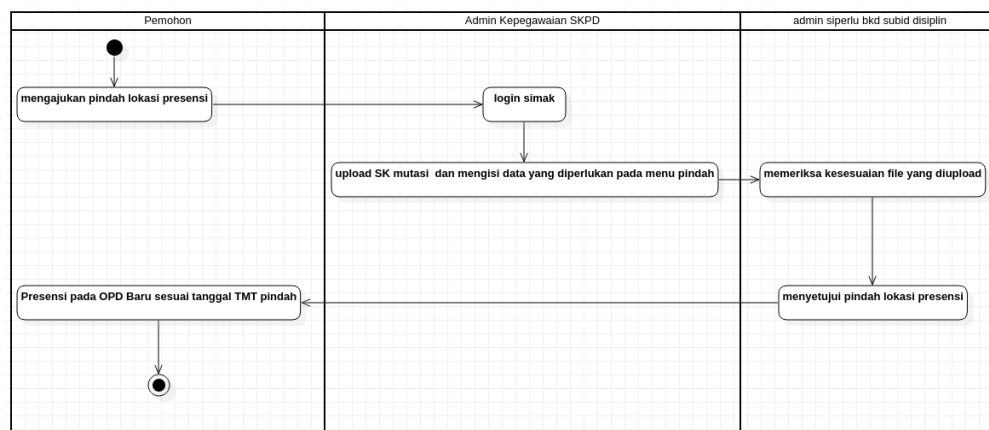 Pemohon
Admin Kepegawaian SKPD
admin siperlu bkd subid disiplin
mengajukan pindah lokasi presensi
login simak
upload SK mutasi  dan mengisi data yang diperlukan pada menu pindah
memeriksa kesesuaian file yang diupload
Presensi pada OPD Baru sesuai tanggal TMT pindah
menyetujui pindah lokasi presensi